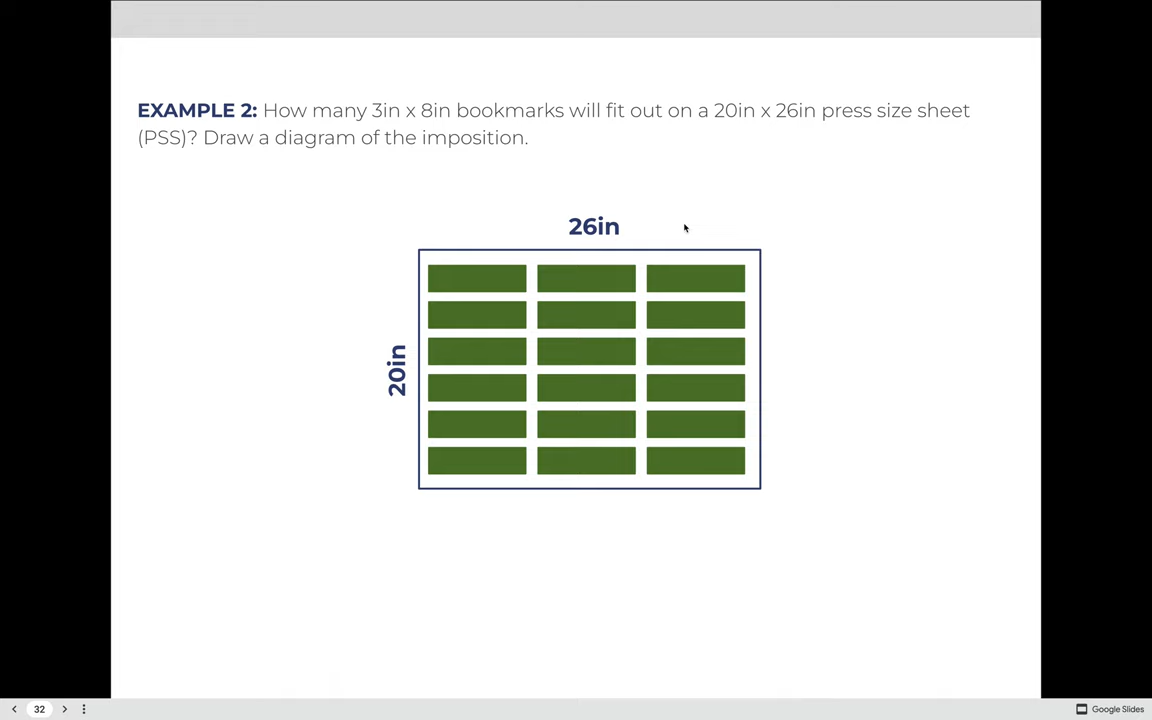 EXAMPLE 2: How many 3in x 8in bookmarks will fit out on a 20in x 26in press size sheet
(PSS)? Draw a diagram of the imposition.
26in
20in
32
Google Slides